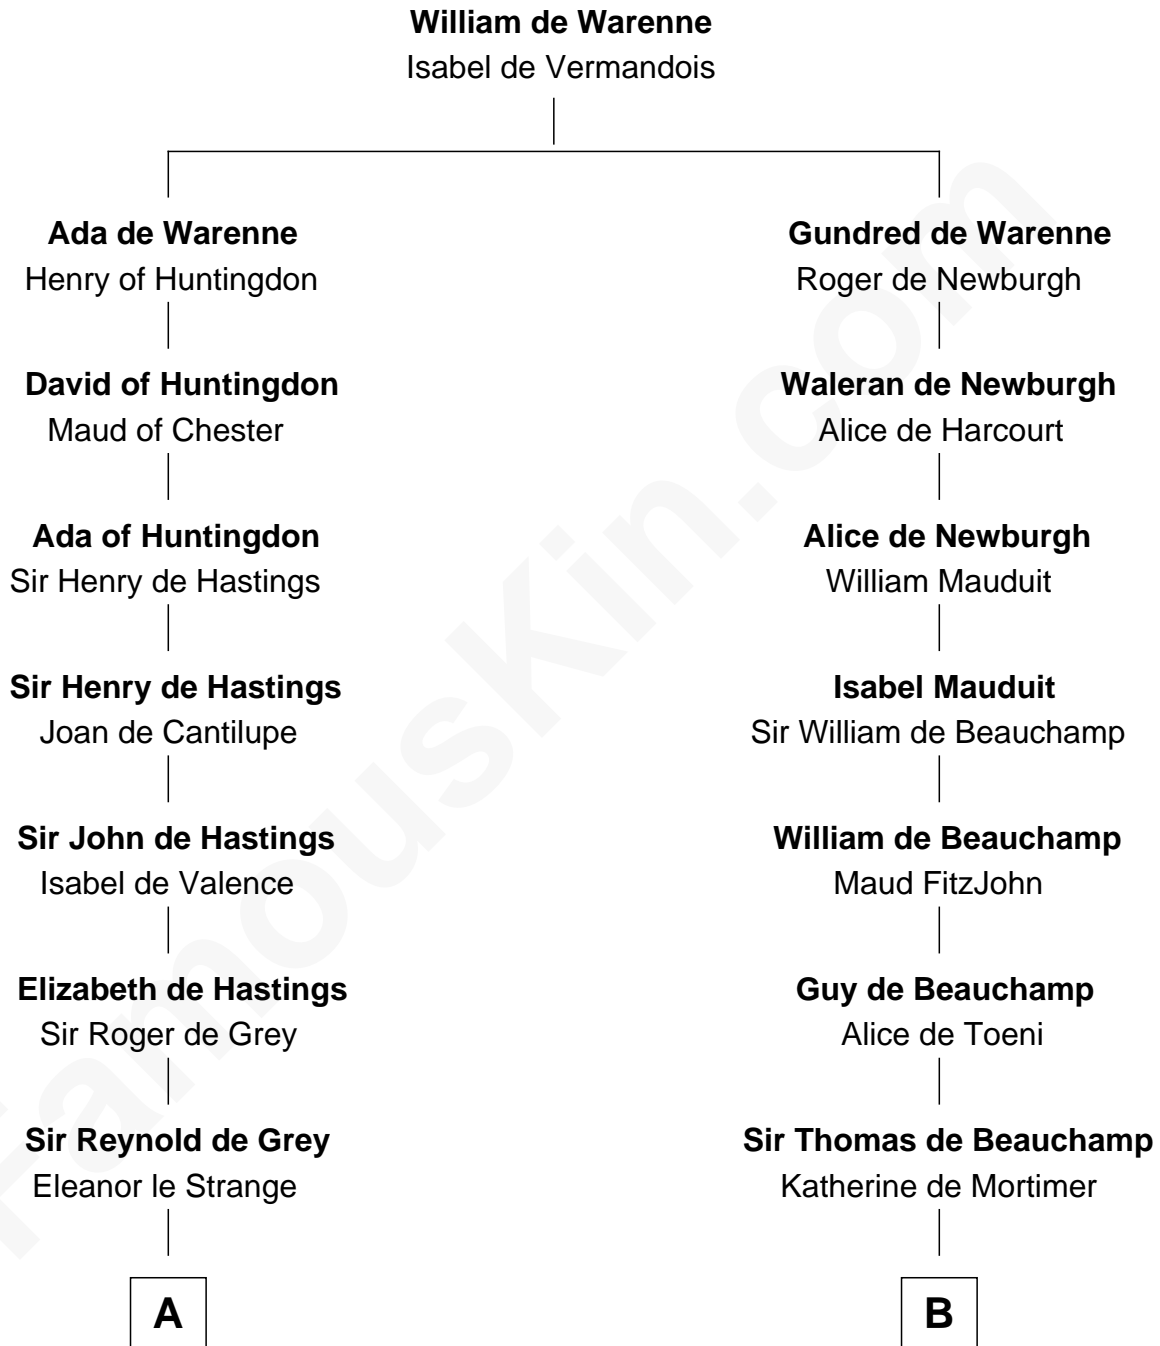 William de Warenne
Isabel de Vermandois
Ada de Warenne
Henry of Huntingdon
David of Huntingdon
Maud of Chester
Ada of Huntingdon
Sir Henry de Hastings
Sir Henry de Hastings
Joan de Cantilupe
Sir John de Hastings
Isabel de Valence
Elizabeth de Hastings
Sir Roger de Grey
Sir Reynold de Grey
Eleanor le Strange
A
Gundred de Warenne
Roger de Newburgh
Waleran de Newburgh
Alice de Harcourt
Alice de Newburgh
William Mauduit
Isabel Mauduit
Sir William de Beauchamp
William de Beauchamp
Maud FitzJohn
Guy de Beauchamp
Alice de Toeni
Sir Thomas de Beauchamp
Katherine de Mortimer
B
FamousKin.com